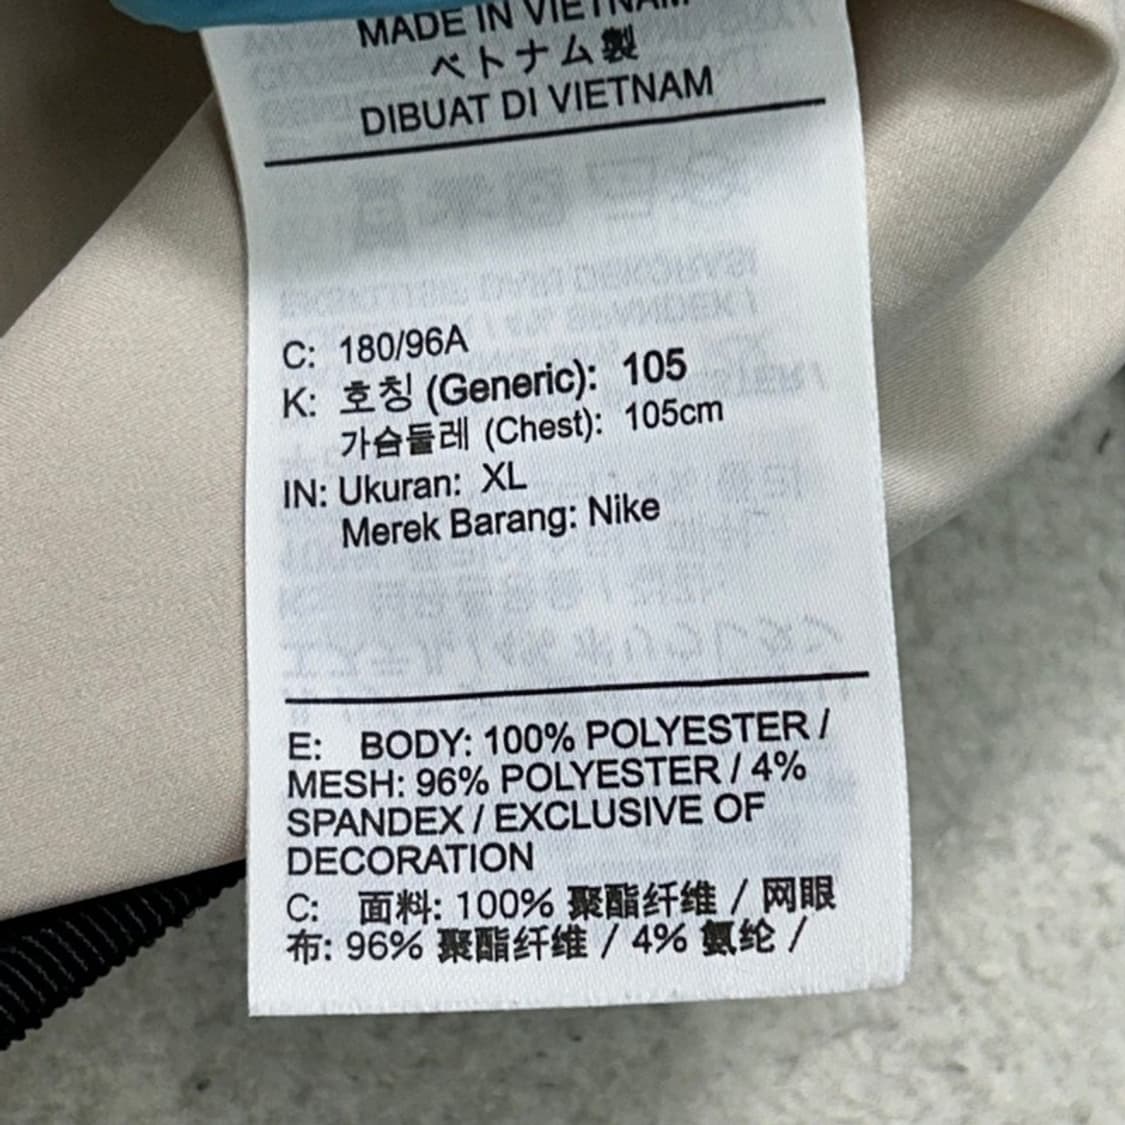 MADE IN VIETNAM
ベトナム製
DIBUAT DI VIETNAM
C: 180/96A
K: 호칭 (Generic): 105
가슴둘레 (Chest): 105cm
IN: Ukuran: XL
Merek Barang: Nike
E: BODY: 100% POLYESTER /
MESH: 96% POLYESTER / 4%
SPANDEX / EXCLUSIVE OF
DECORATION
C: 面料: 100% 聚酯纤维 / 网眼
布: 96% 聚酯纤维 / 4% 氨纶 /